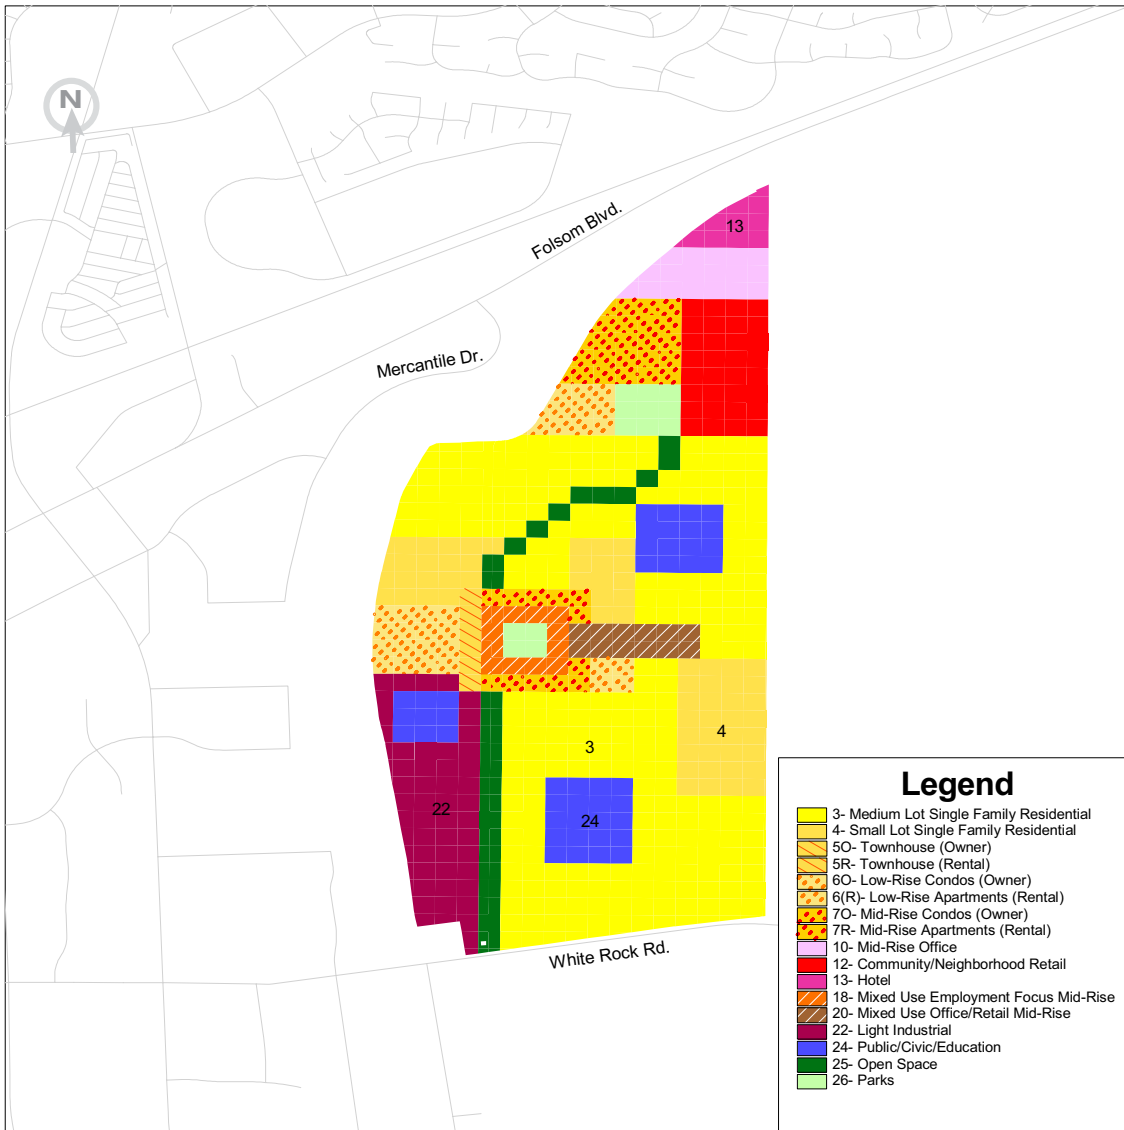 N
13
Folsom Blvd.
Mercantile Dr.
4
3
22
24
White Rock Rd.
Legend
3- Medium Lot Single Family Residential
4- Small Lot Single Family Residential
5O- Townhouse (Owner)
5R- Townhouse (Rental)
6O- Low-Rise Condos (Owner)
6(R)- Low-Rise Apartments (Rental)
7O- Mid-Rise Condos (Owner)
7R- Mid-Rise Apartments (Rental)
10- Mid-Rise Office
12- Community/Neighborhood Retail
13- Hotel
18- Mixed Use Employment Focus Mid-Rise
20- Mixed Use Office/Retail Mid-Rise
22- Light Industrial
24- Public/Civic/Education
25- Open Space
26- Parks